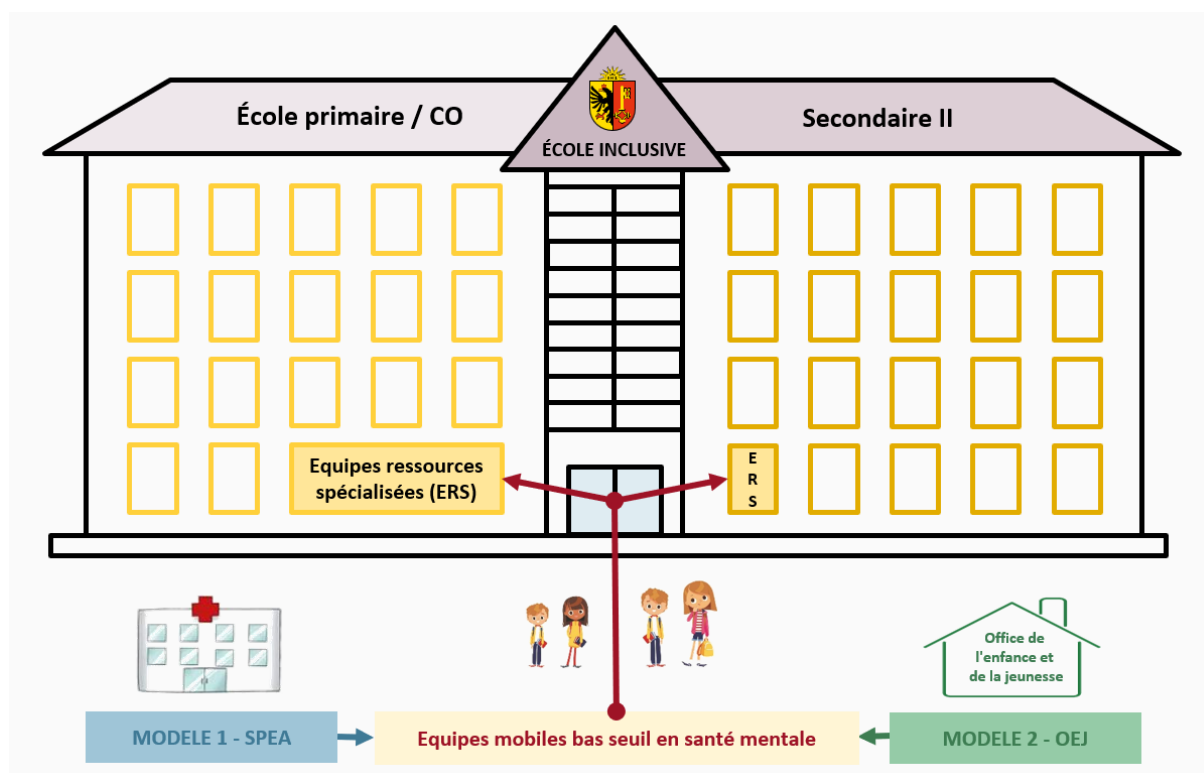 École primaire / CO
Secondaire II
ÉCOLE INCLUSIVE
Equipes ressources
spécialisées (ERS)
E
R
S
Office de
l'enfance et
de la jeunesse
MODELE 1 - SPEA
Equipes mobiles bas seuil en santé mentale
MODELE 2 - OEJ